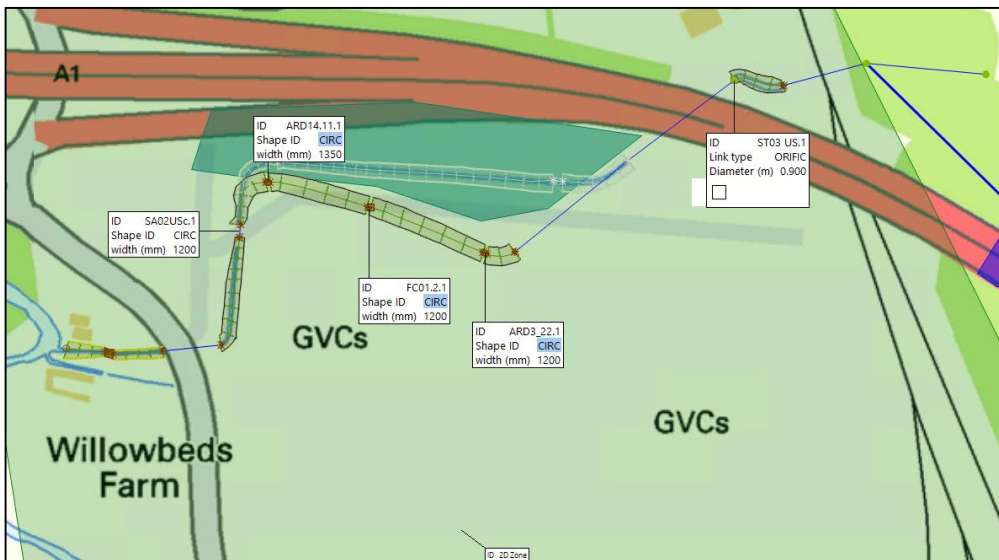 A1
ID ARD14.11.1
Shape ID CIRC
width (mm) 1350
ID ST03 US.1
Link type ORIFIC
Diameter (m) 0.900
ID SA02USc.1
Shape ID CIRC
width (mm) 1200
ID FC01.2.1
Shape ID CIRC
width (mm) 1200
ID ARD3_22.1
Shape ID CIRC
width (mm) 1200
GVCs
GVCs
Willowbeds
Farm
ID 2D Zone